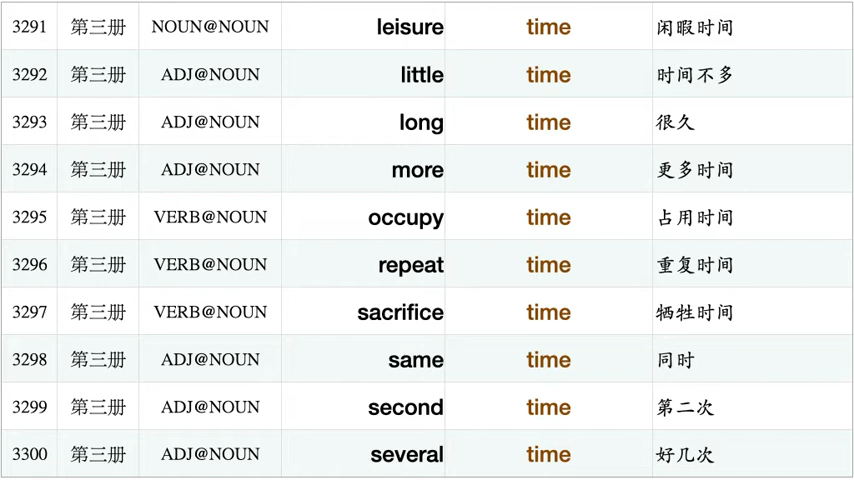 3291 第三册 NOUN@NOUN leisure time 闲暇时间
3292 第三册 ADJ@NOUN little time 时间不多
3293 第三册 ADJ@NOUN long time 很久
3294 第三册 ADJ@NOUN more time 更多时间
3295 第三册 VERB@NOUN occupy time 占用时间
3296 第三册 VERB@NOUN repeat time 重复时间
3297 第三册 VERB@NOUN sacrifice time 牺牲时间
3298 第三册 ADJ@NOUN same time 同时
3299 第三册 ADJ@NOUN second time 第二次
3300 第三册 ADJ@NOUN several time 好几次